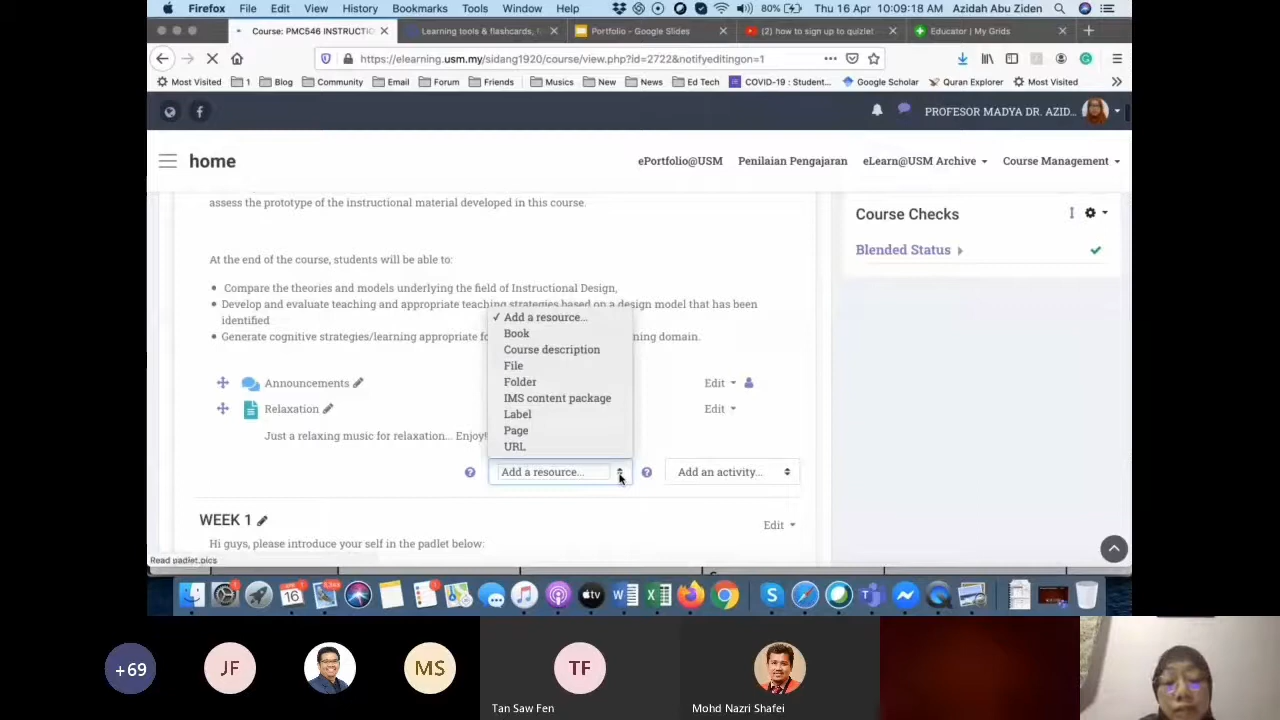 Firefox File Edit View History Bookmarks Tools Window Help 80% Thu 16 Apr 10:09:18 AM Azidah Abu Ziden
Course: PMC546 INSTRUCTIO Learning tools & flashcards, Portfolio - Google Slides (2) how to sign up to quizlet Educator | My Grids
https://elearning.usm.my/sidang1920/course/view.php?id=2722&notifyeditingon=1
Most Visited 1 Blog Community Email Forum Friends Musics New News Ed Tech COVID-19 : Student... Google Scholar Quran Explorer Most Visited
PROFESOR MADYA DR. AZID...
home ePortfolio@USM Penilaian Pengajaran eLearn@USM Archive Course Management
assess the prototype of the instructional material developed in this course.
Course Checks
Blended Status
At the end of the course, students will be able to:
Compare the theories and models underlying the field of Instructional Design,
Develop and evaluate teaching and appropriate teaching strategies based on a design model that has been
identified
Generate cognitive strategies/learning appropriate fo ning domain.
✓ Add a resource...
Book
Course description
File
Folder
IMS content package
Label
Page
URL
Announcements Edit
Relaxation Edit
Just a relaxing music for relaxation... Enjoy!
Add a resource... Add an activity...
WEEK 1 Edit
Hi guys, please introduce your self in the padlet below:
Read padlet.pics
16
+69 JF MS TF
Tan Saw Fen Mohd Nazri Shafei